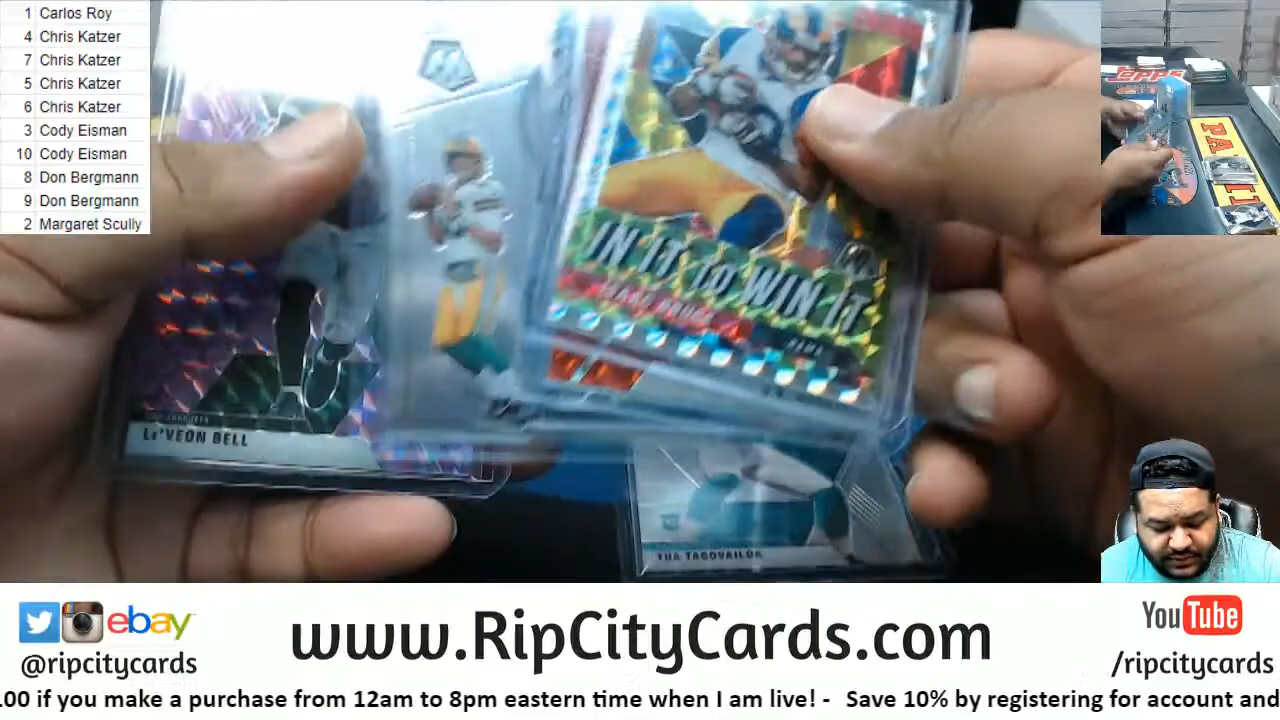 1 Carlos Roy
4 Chris Katzer
7 Chris Katzer
5 Chris Katzer
6 Chris Katzer
3 Cody Eisman
10 Cody Eisman
8 Don Bergmann
9 Don Bergmann
2 Margaret Scully
IN IT TO WIN IT
RAMS
Le'VEON BELL
TUA TAGOVAILOA
TOPPS
ebay
@ripcitycards
www.RipCityCards.com
YouTube
/ripcitycards
.00 if you make a purchase from 12am to 8pm eastern time when I am live! - Save 10% by registering for account and